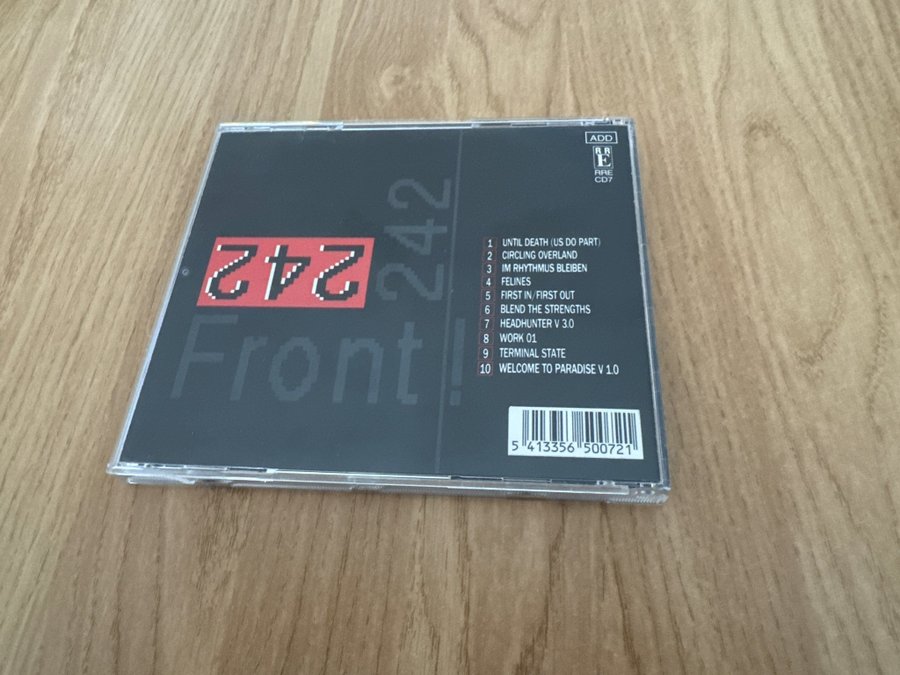 ADD
R R
E
RRE
CD7
242
242
Front !
1 UNTIL DEATH (US DO PART)
2 CIRCLING OVERLAND
3 IM RHYTHMUS BLEIBEN
4 FELINES
5 FIRST IN/FIRST OUT
6 BLEND THE STRENGTHS
7 HEADHUNTER V 3.0
8 WORK 01
9 TERMINAL STATE
10 WELCOME TO PARADISE V 1.0
5 413356 500721